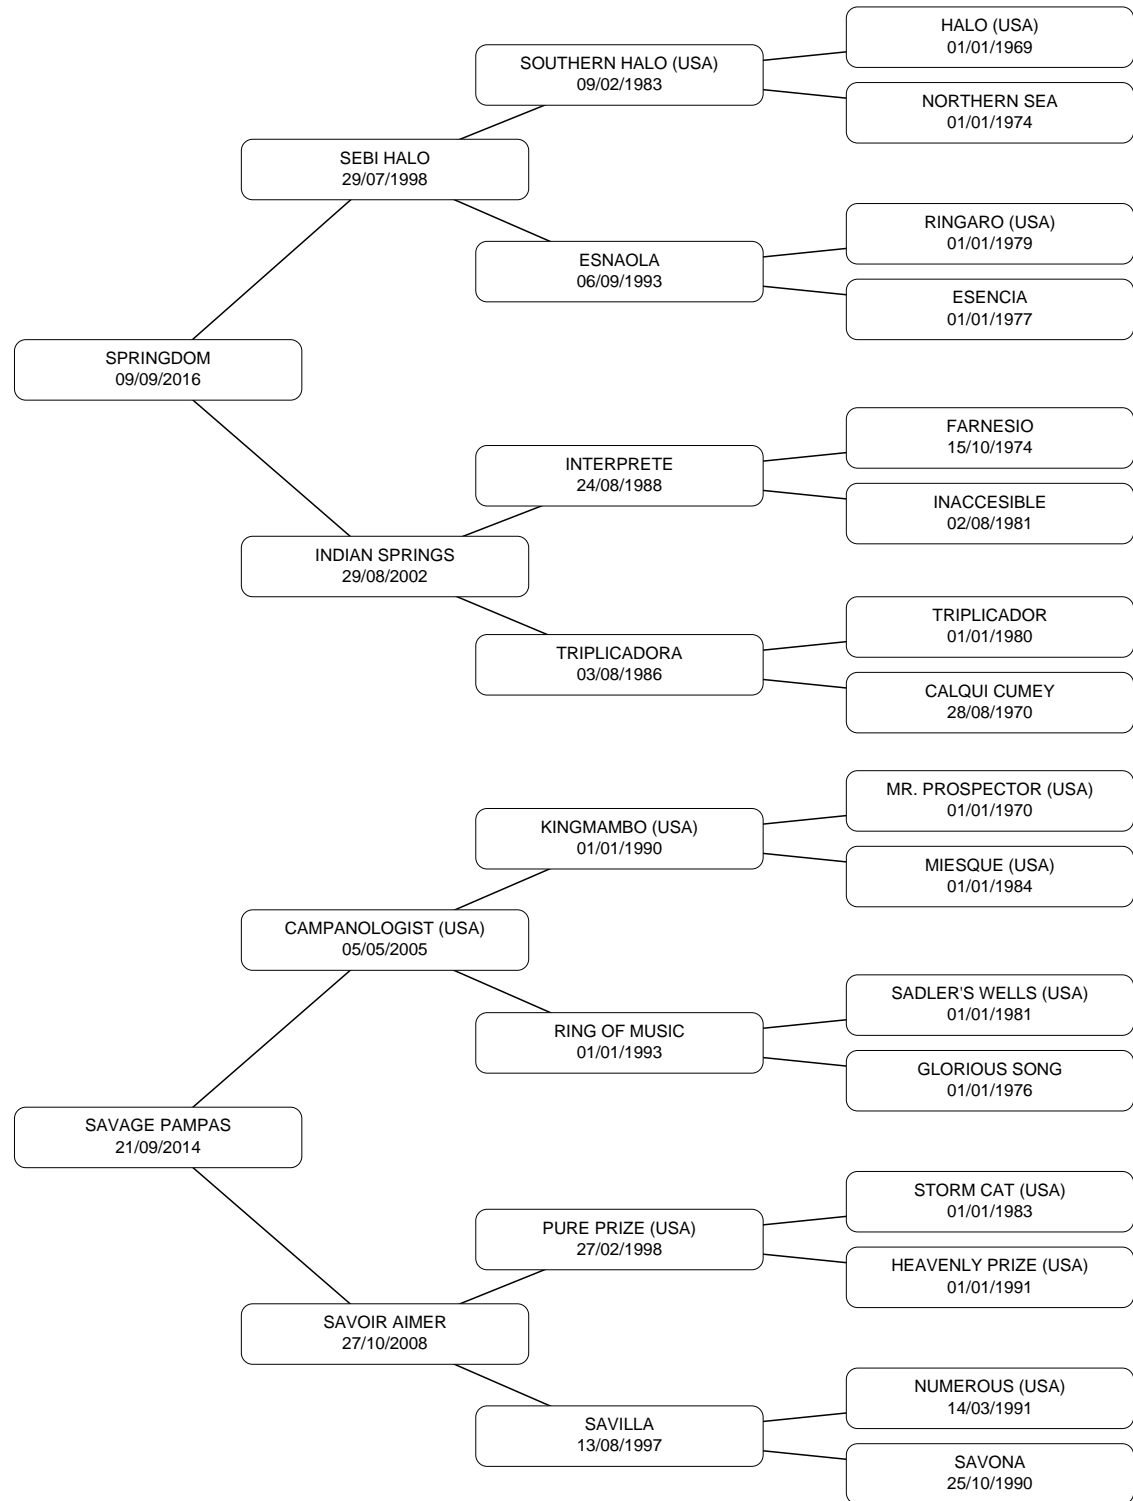 HALO (USA)
01/01/1969
SOUTHERN HALO (USA)
09/02/1983
NORTHERN SEA
01/01/1974
SEBI HALO
29/07/1998
RINGARO (USA)
01/01/1979
ESNAOLA
06/09/1993
ESENCIA
01/01/1977
SPRINGDOM
09/09/2016
FARNESIO
15/10/1974
INTERPRETE
24/08/1988
INACCESIBLE
02/08/1981
INDIAN SPRINGS
29/08/2002
TRIPLICADOR
01/01/1980
TRIPLICADORA
03/08/1986
CALQUI CUMEY
28/08/1970
MR. PROSPECTOR (USA)
01/01/1970
KINGMAMBO (USA)
01/01/1990
MIESQUE (USA)
01/01/1984
CAMPANOLOGIST (USA)
05/05/2005
SADLER'S WELLS (USA)
01/01/1981
RING OF MUSIC
01/01/1993
GLORIOUS SONG
01/01/1976
SAVAGE PAMPAS
21/09/2014
STORM CAT (USA)
01/01/1983
PURE PRIZE (USA)
27/02/1998
HEAVENLY PRIZE (USA)
01/01/1991
SAVOIR AIMER
27/10/2008
NUMEROUS (USA)
14/03/1991
SAVILLA
13/08/1997
SAVONA
25/10/1990